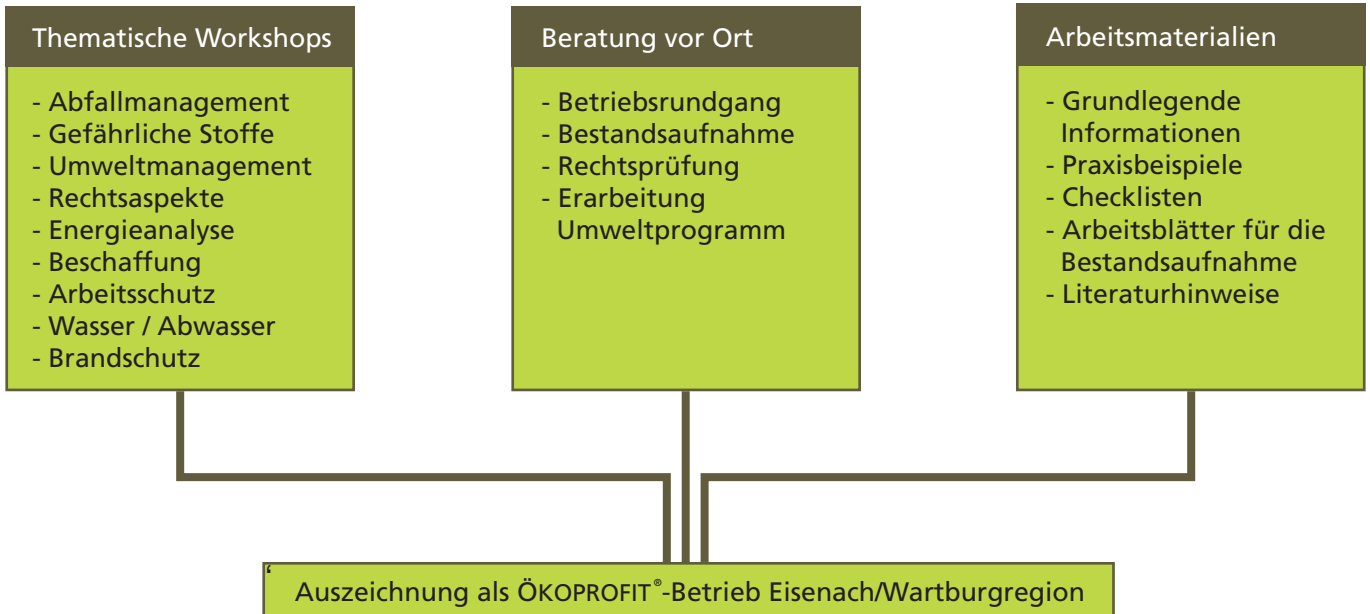 Thematische Workshops
- Abfallmanagement
- Gefährliche Stoffe
- Umweltmanagement
- Rechtsaspekte
- Energieanalyse
- Beschaffung
- Arbeitsschutz
- Wasser / Abwasser
- Brandschutz
Beratung vor Ort
- Betriebsrundgang
- Bestandsaufnahme
- Rechtsprüfung
- Erarbeitung
Umweltprogramm
Arbeitsmaterialien
- Grundlegende
Informationen
- Praxisbeispiele
- Checklisten
- Arbeitsblätter für die
Bestandsaufnahme
- Literaturhinweise
‘ Auszeichnung als ÖKOPROFIT®-Betrieb Eisenach/Wartburgregion